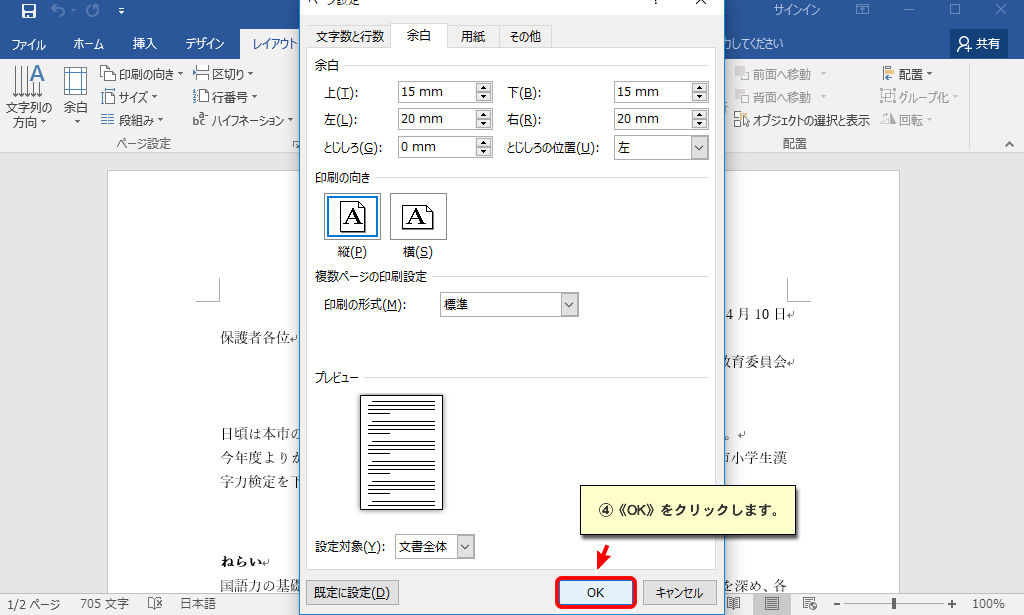 ページ設定 ? ×
サインイン
ファイル ホーム 挿入 デザイン レイアウト
力してください
共有
文字列の方向
余白
印刷の向き
サイズ
段組み
区切り
行番号
ハイフネーション
ページ設定
前面へ移動
背面へ移動
オブジェクトの選択と表示
配置
グループ化
回転
配置
文字数と行数 余白 用紙 その他
余白
上(T): 15 mm 下(B): 15 mm
左(L): 20 mm 右(R): 20 mm
とじしろ(G): 0 mm とじしろの位置(U): 左
印刷の向き
A A
縦(P) 横(S)
複数ページの印刷設定
印刷の形式(M): 標準
プレビュー
設定対象(Y): 文書全体
既定に設定(D) OK キャンセル
④《OK》をクリックします。
4 月 10 日
保護者各位
教育委員会
日頃は本市の
。
今年度よりか
市小学生漢
字力検定を下
ねらい
国語力の基礎
を深め、各
1/2 ページ 705 文字 日本語 100%